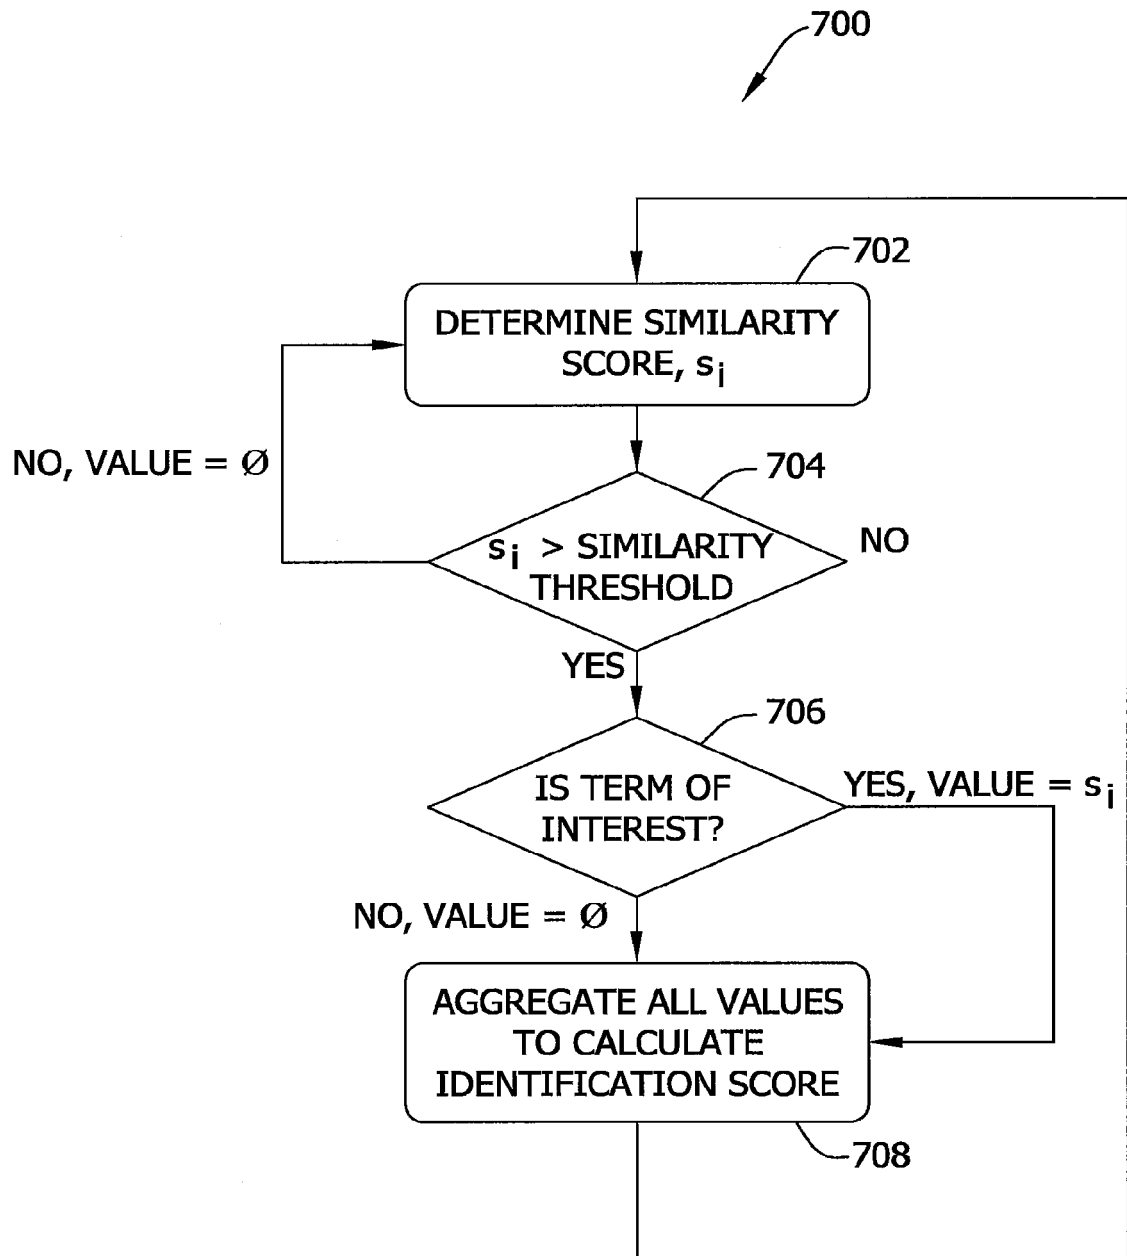 700
702
DETERMINE SIMILARITY
SCORE, si
NO, VALUE = Ø
704
si > SIMILARITY
THRESHOLD
NO
YES
706
IS TERM OF
INTEREST?
YES, VALUE = si
NO, VALUE = Ø
AGGREGATE ALL VALUES
TO CALCULATE
IDENTIFICATION SCORE
708